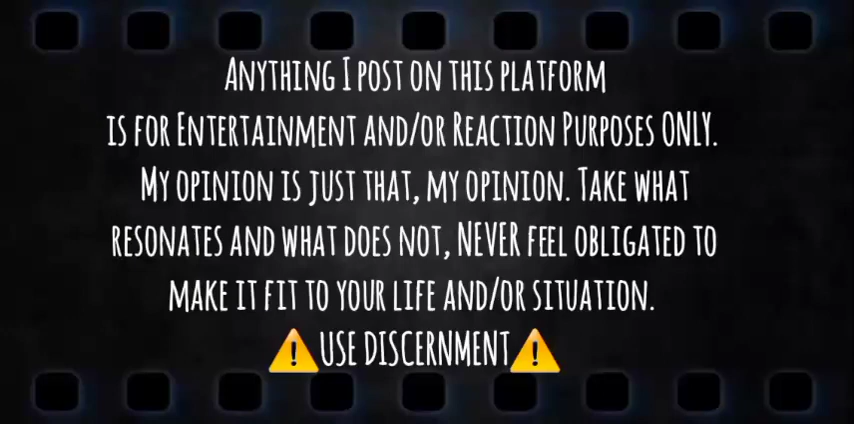 Anything I post on this platform
is for Entertainment and/or Reaction Purposes ONLY.
My opinion is just that, my opinion. Take what
resonates and what does not, NEVER feel obligated to
make it fit to your life and/or situation.
⚠️USE DISCERNMENT⚠️